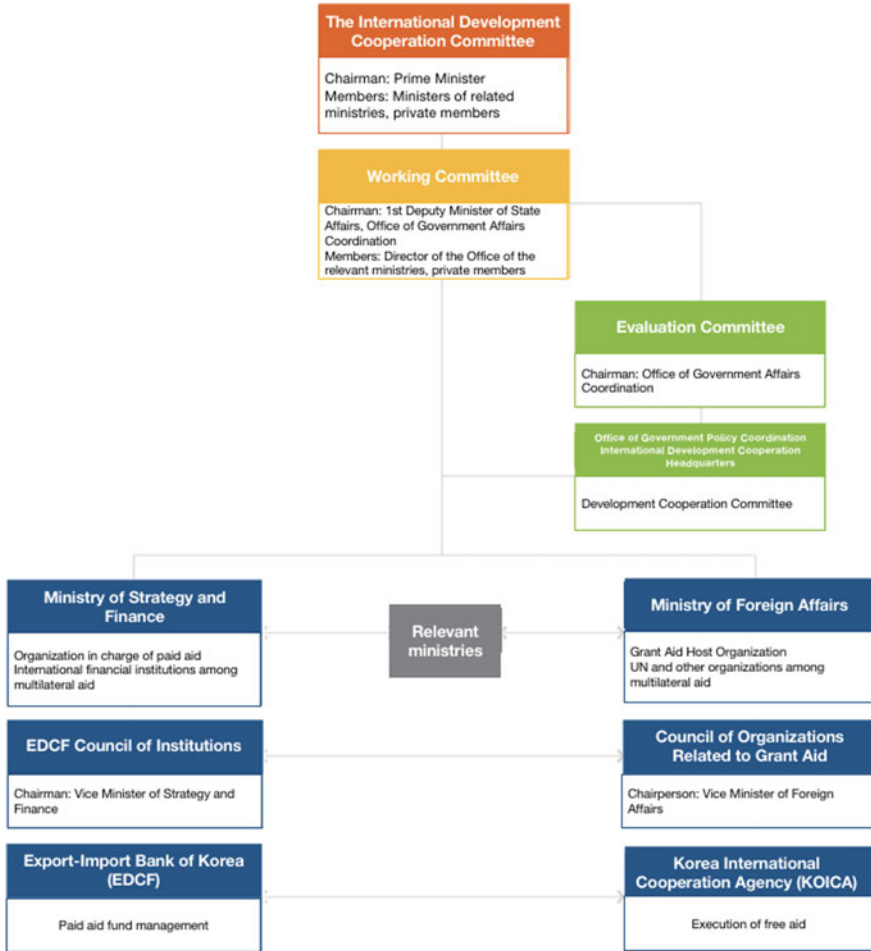 The International Development
Cooperation Committee
Chairman: Prime Minister
Members: Ministers of related
ministries, private members
Working Committee
Chairman: 1st Deputy Minister of State
Affairs, Office of Government Affairs
Coordination
Members: Director of the Office of the
relevant ministries, private members
Evaluation Committee
Chairman: Office of Government Affairs
Coordination
Office of Government Policy Coordination
International Development Cooperation
Headquarters
Development Cooperation Committee
Ministry of Strategy and
Finance
Organization in charge of paid aid
International financial institutions among
multilateral aid
Relevant
ministries
Ministry of Foreign Affairs
Grant Aid Host Organization
UN and other organizations among
multilateral aid
EDCF Council of Institutions
Chairman: Vice Minister of Strategy and
Finance
Council of Organizations
Related to Grant Aid
Chairperson: Vice Minister of Foreign
Affairs
Export-Import Bank of Korea
(EDCF)
Paid aid fund management
Korea International
Cooperation Agency (KOICA)
Execution of free aid